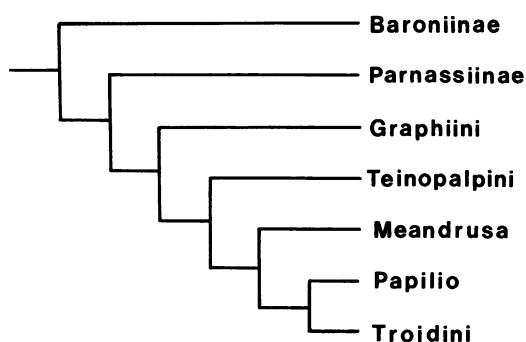 Baroniinae
Parnassiinae
Graphiini
Teinopalpini
Meandrusa
Papilio
Troidini